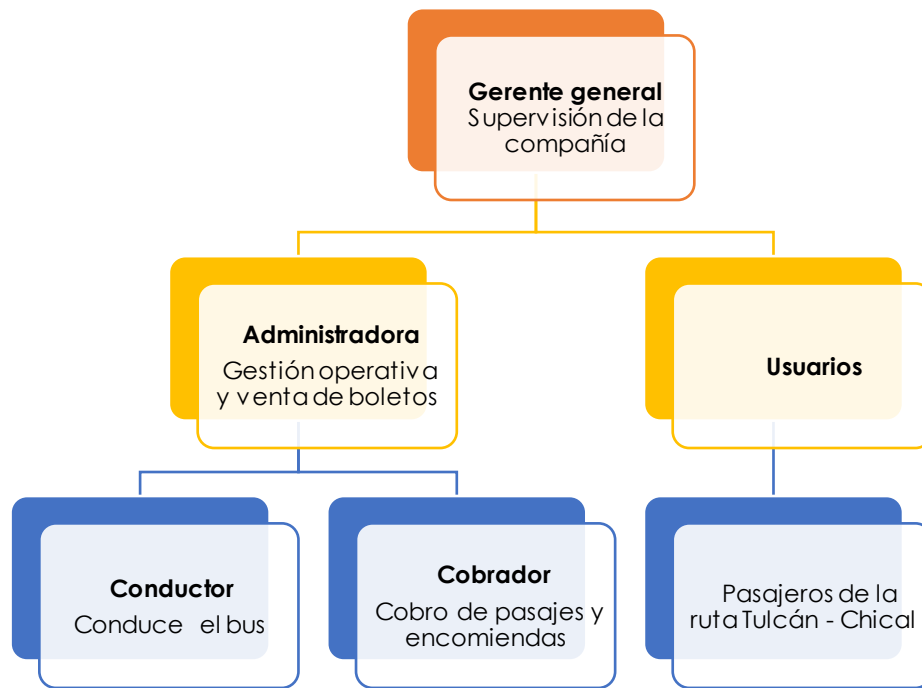 Gerente general
Supervisión de la
compañía
Administradora
Gestión operativa
y venta de boletos
Usuarios
Conductor
Conduce el bus
Cobrador
Cobro de pasajes y
encomiendas
Pasajeros de la
ruta Tulcán - Chical